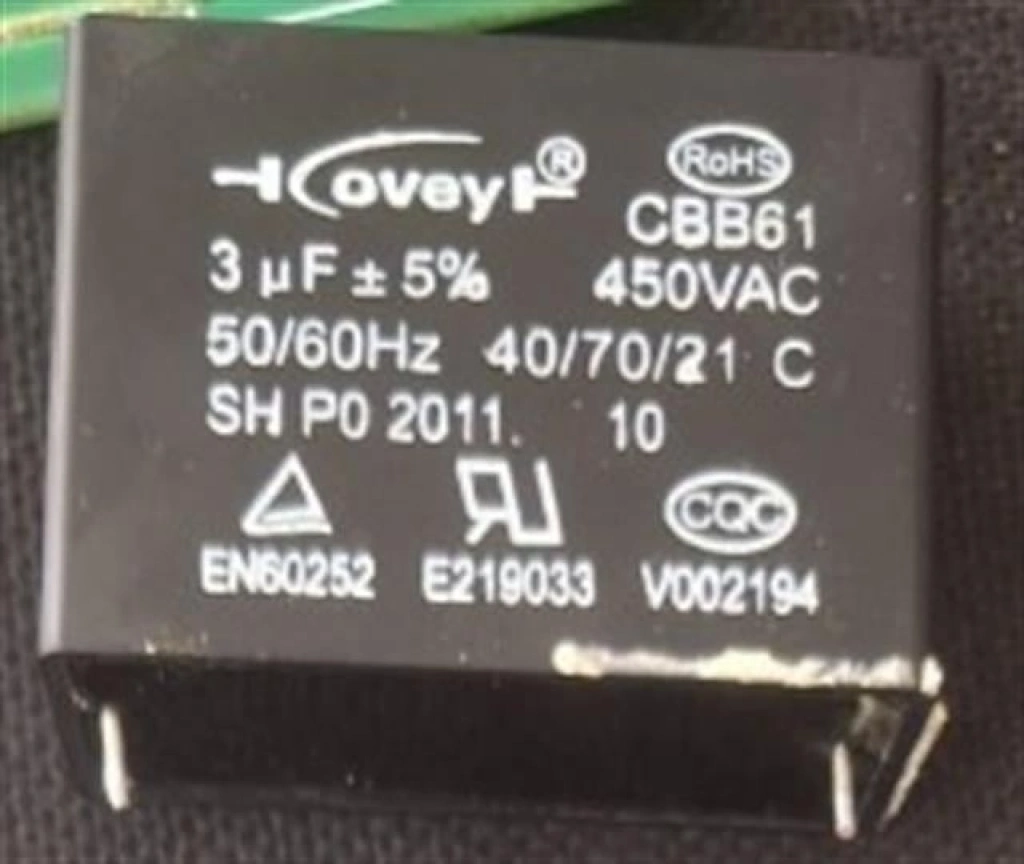 Covey ®
RoHS
CBB61
3 µF ± 5% 450VAC
50/60Hz 40/70/21 C
SH P0 2011. 10
CQC
EN60252 E219033 V002194